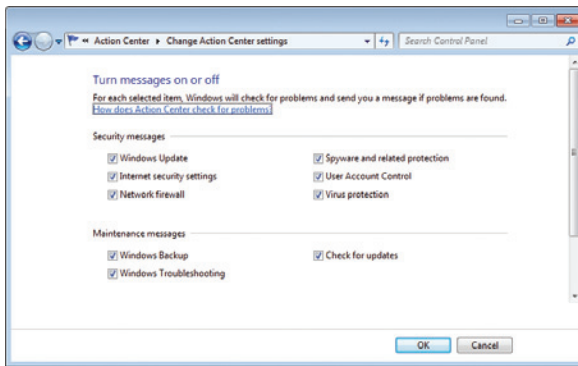 « Action Center ▸ Change Action Center settings Search Control Panel
Turn messages on or off
For each selected item, Windows will check for problems and send you a message if problems are found.
How does Action Center check for problems?
Security messages
Windows Update Spyware and related protection
Internet security settings User Account Control
Network firewall Virus protection
Maintenance messages
Windows Backup Check for updates
Windows Troubleshooting
OK Cancel